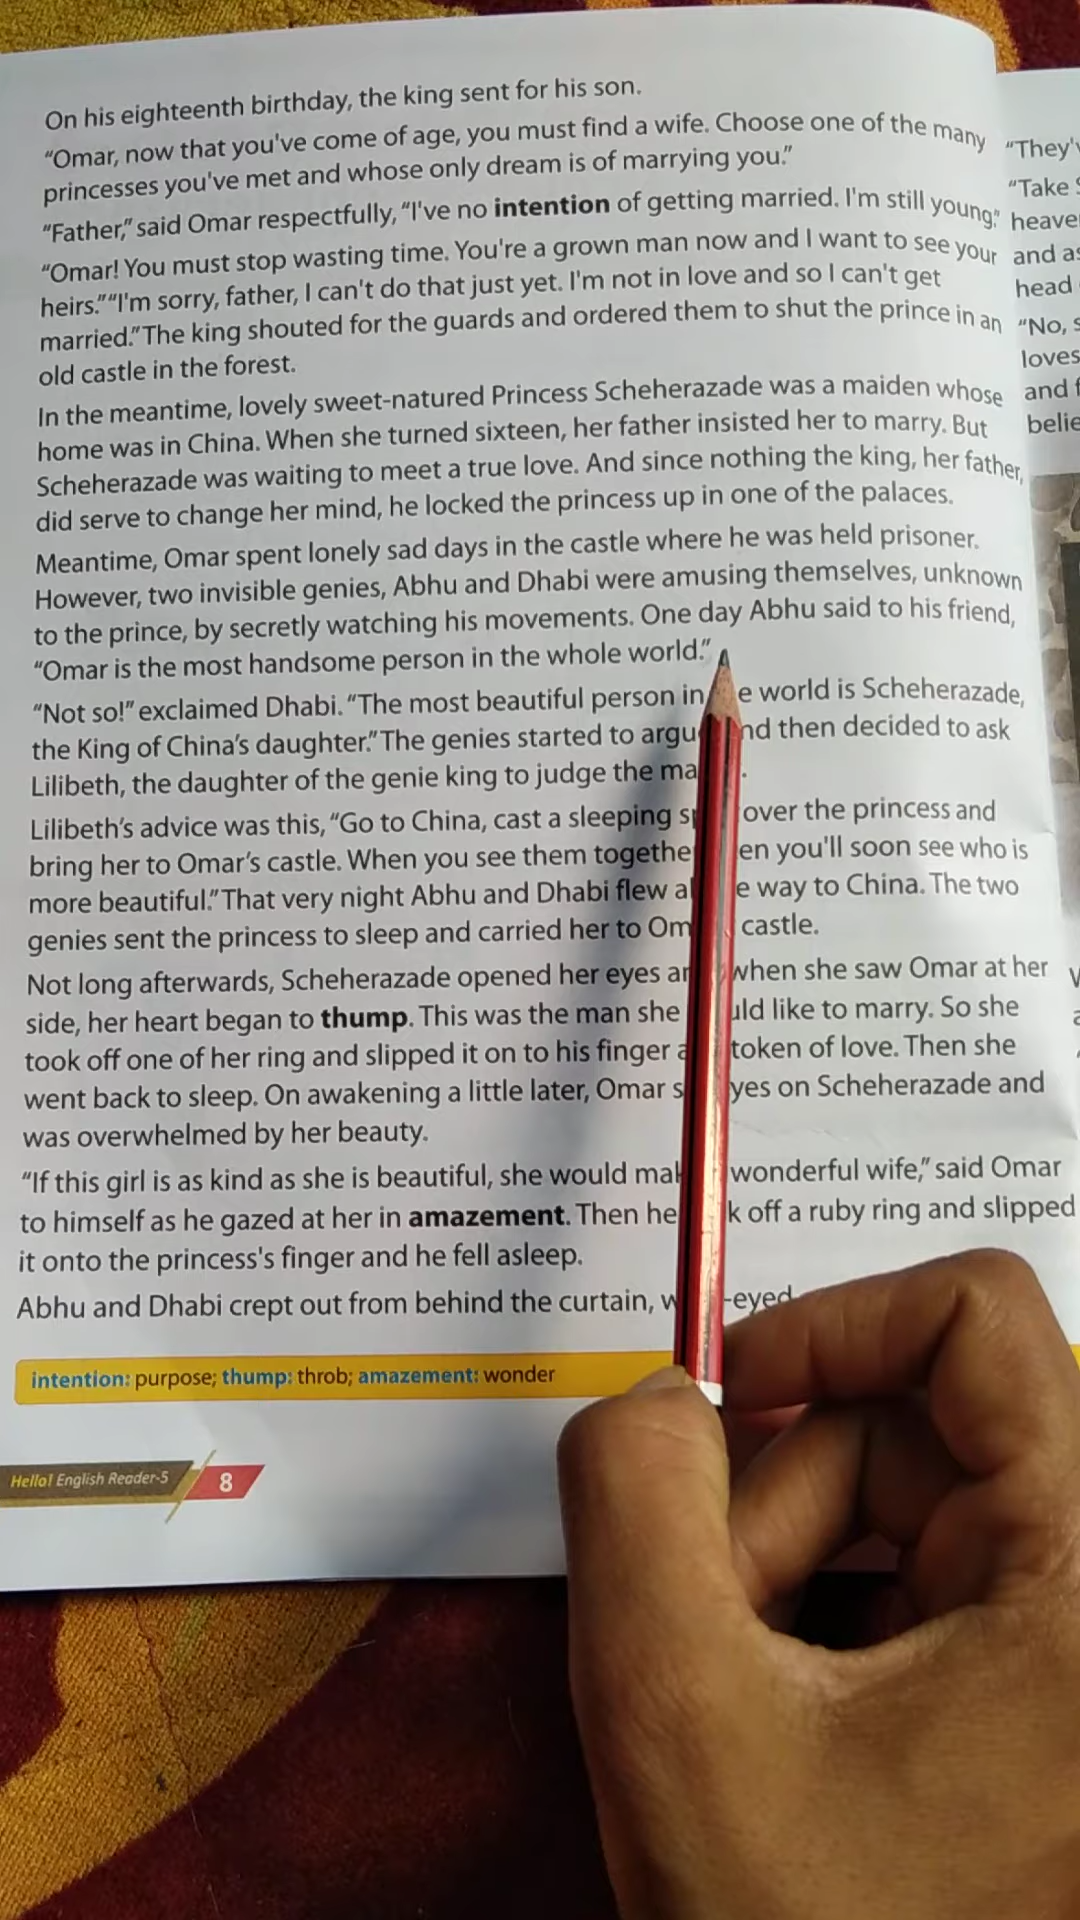 On his eighteenth birthday, the king sent for his son.
“Omar, now that you've come of age, you must find a wife. Choose one of the many
princesses you've met and whose only dream is of marrying you.”
“Father,” said Omar respectfully, “I've no intention of getting married. I'm still young.”
“Omar! You must stop wasting time. You're a grown man now and I want to see your
heirs.” “I'm sorry, father, I can't do that just yet. I'm not in love and so I can't get
married.” The king shouted for the guards and ordered them to shut the prince in an
old castle in the forest.
In the meantime, lovely sweet-natured Princess Scheherazade was a maiden whose
home was in China. When she turned sixteen, her father insisted her to marry. But
Scheherazade was waiting to meet a true love. And since nothing the king, her father,
did serve to change her mind, he locked the princess up in one of the palaces.
Meantime, Omar spent lonely sad days in the castle where he was held prisoner.
However, two invisible genies, Abhu and Dhabi were amusing themselves, unknown
to the prince, by secretly watching his movements. One day Abhu said to his friend,
“Omar is the most handsome person in the whole world.”
“Not so!” exclaimed Dhabi. “The most beautiful person in world is Scheherazade,
the King of China’s daughter.” The genies started to then decided to ask
Lilibeth, the daughter of the genie king to judge the
Lilibeth’s advice was this, “Go to China, cast a sleeping over the princess and
bring her to Omar’s castle. When you see them you'll soon see who is
more beautiful.” That very night Abhu and Dhabi flew way to China. The two
genies sent the princess to sleep and carried her to castle.
Not long afterwards, Scheherazade opened her eyes when she saw Omar at her
side, her heart began to thump. This was the man she like to marry. So she
took off one of her ring and slipped it on to his finger token of love. Then she
went back to sleep. On awakening a little later, Omar on Scheherazade and
was overwhelmed by her beauty.
“If this girl is as kind as she is beautiful, she would wonderful wife,” said Omar
to himself as he gazed at her in amazement. Then he off a ruby ring and slipped
it onto the princess's finger and he fell asleep.
Abhu and Dhabi crept out from behind the curtain,
intention: purpose; thump: throb; amazement: wonder
Hello! English Reader-5
8
“Take
and
head
“No,
loves
and